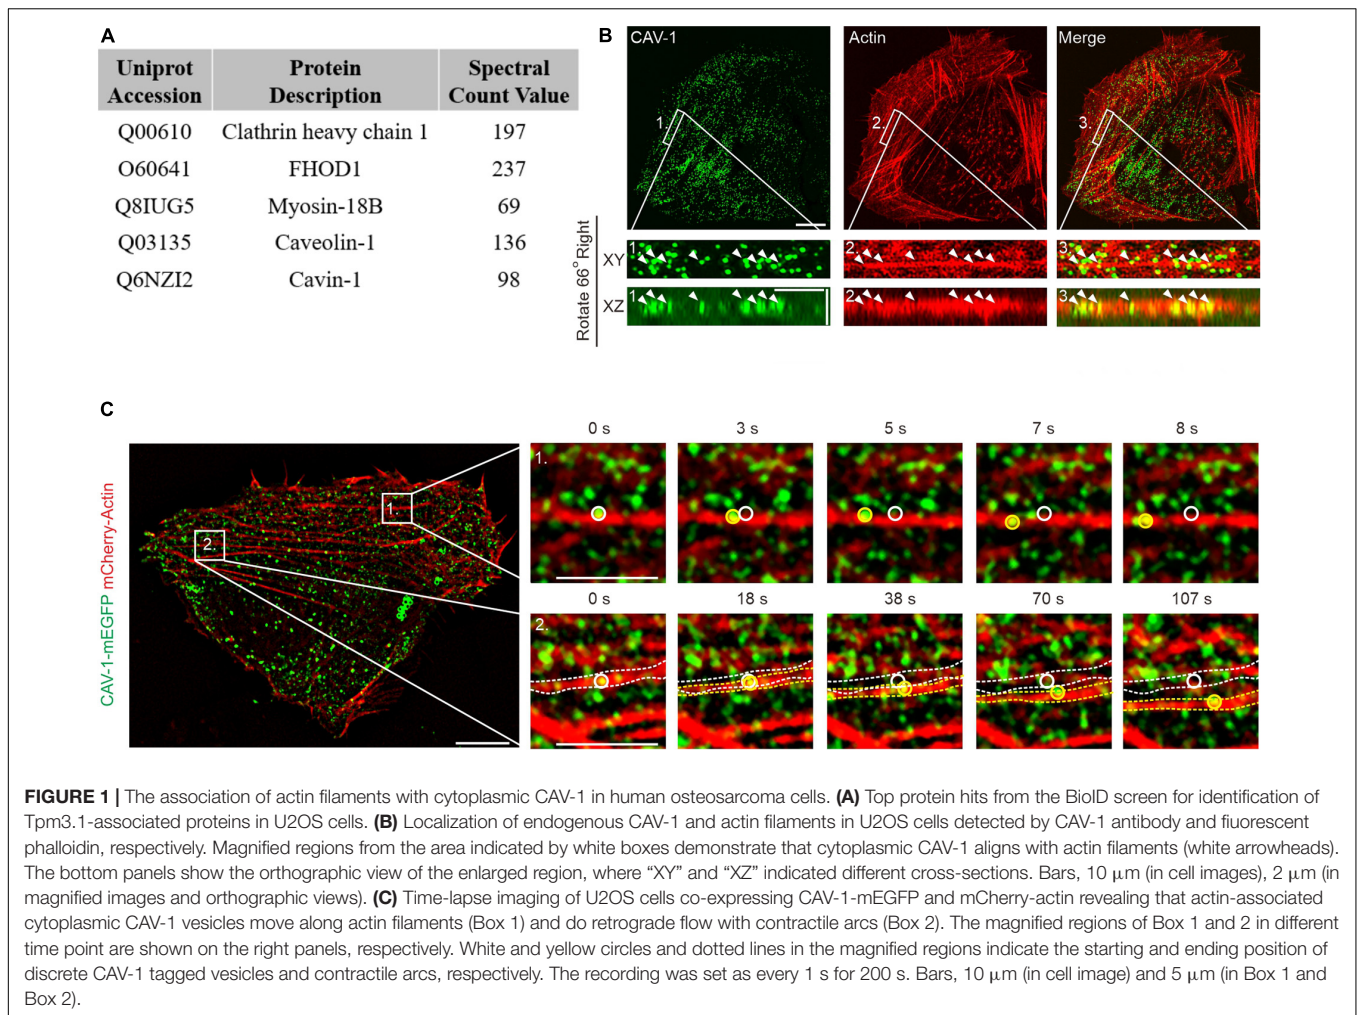 A
Uniprot Accession | Protein Description | Spectral Count Value
Q00610 | Clathrin heavy chain 1 | 197
O60641 | FHOD1 | 237
Q8IUG5 | Myosin-18B | 69
Q03135 | Caveolin-1 | 136
Q6NZI2 | Cavin-1 | 98
B
CAV-1 Actin Merge
1. 2. 3.
Rotate 66° Right
XY 1. 2. 3.
XZ 1. 2. 3.
C
CAV-1-mEGFP mCherry-Actin
1.
2.
0 s 3 s 5 s 7 s 8 s
1.
0 s 18 s 38 s 70 s 107 s
2.
FIGURE 1 | The association of actin filaments with cytoplasmic CAV-1 in human osteosarcoma cells. (A) Top protein hits from the BioID screen for identification of
Tpm3.1-associated proteins in U2OS cells. (B) Localization of endogenous CAV-1 and actin filaments in U2OS cells detected by CAV-1 antibody and fluorescent
phalloidin, respectively. Magnified regions from the area indicated by white boxes demonstrate that cytoplasmic CAV-1 aligns with actin filaments (white arrowheads).
The bottom panels show the orthographic view of the enlarged region, where “XY” and “XZ” indicated different cross-sections. Bars, 10 μm (in cell images), 2 μm (in
magnified images and orthographic views). (C) Time-lapse imaging of U2OS cells co-expressing CAV-1-mEGFP and mCherry-actin revealing that actin-associated
cytoplasmic CAV-1 vesicles move along actin filaments (Box 1) and do retrograde flow with contractile arcs (Box 2). The magnified regions of Box 1 and 2 in different
time point are shown on the right panels, respectively. White and yellow circles and dotted lines in the magnified regions indicate the starting and ending position of
discrete CAV-1 tagged vesicles and contractile arcs, respectively. The recording was set as every 1 s for 200 s. Bars, 10 μm (in cell image) and 5 μm (in Box 1 and
Box 2).